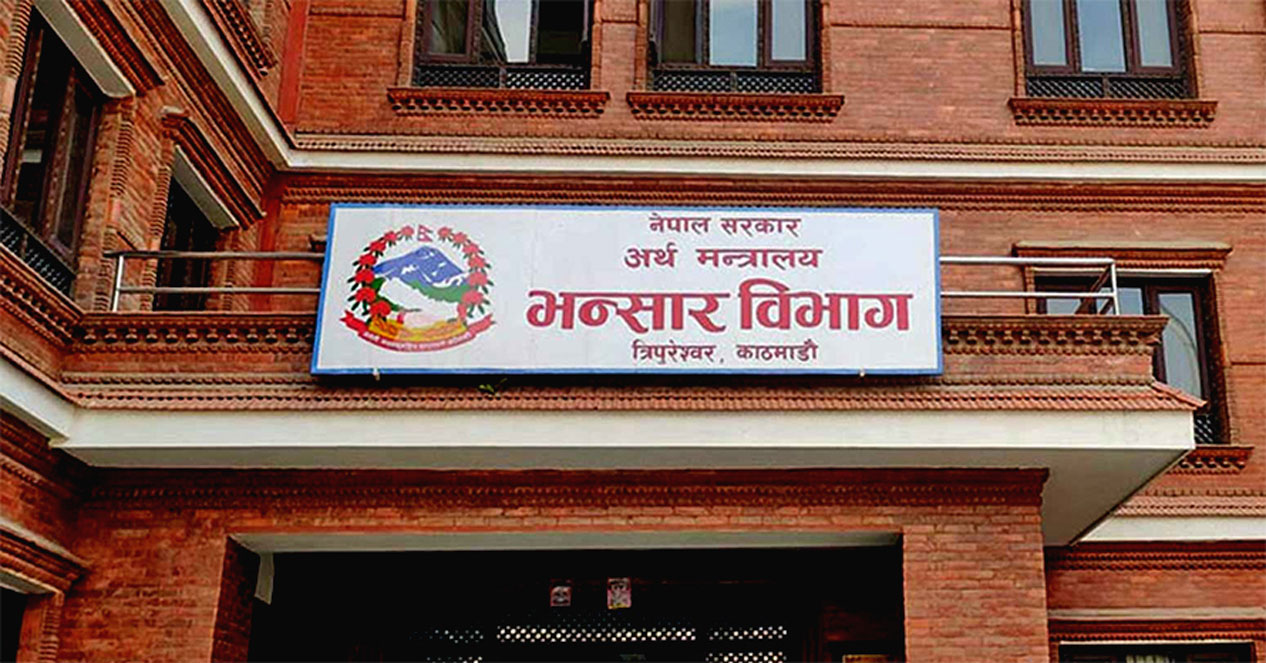 नेपाल सरकार
अर्थ मन्त्रालय
भन्सार विभाग
त्रिपुरेश्वर, काठमाडौ